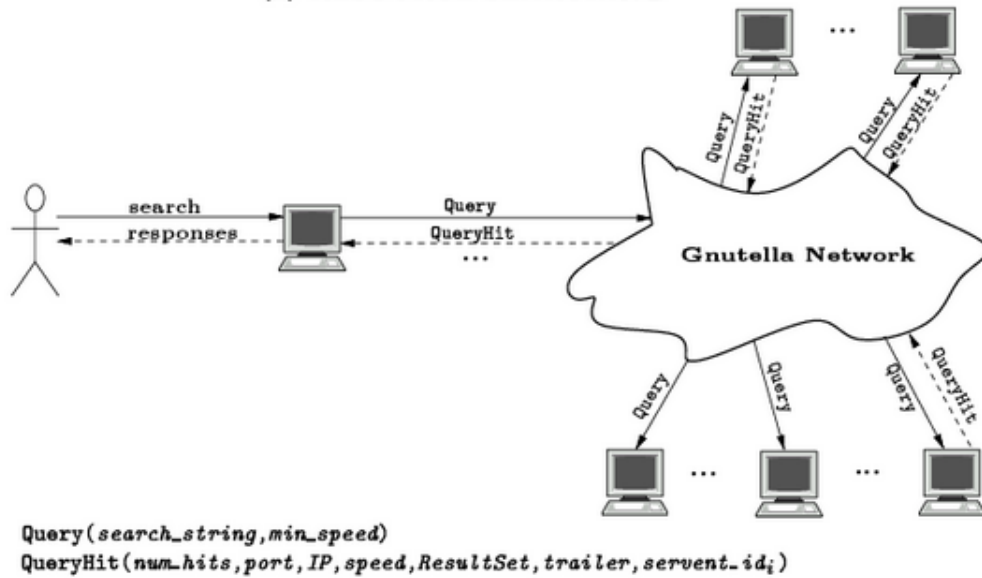 ...
Query
QueryHit
Query
QueryHit
search
responses
Query
QueryHit
...
Gnutella Network
Query
Query
Query
QueryHit
...
...
Query(search_string,min_speed)
QueryHit(num_hits,port,IP,speed,ResultSet,trailer,servent_idᵢ)